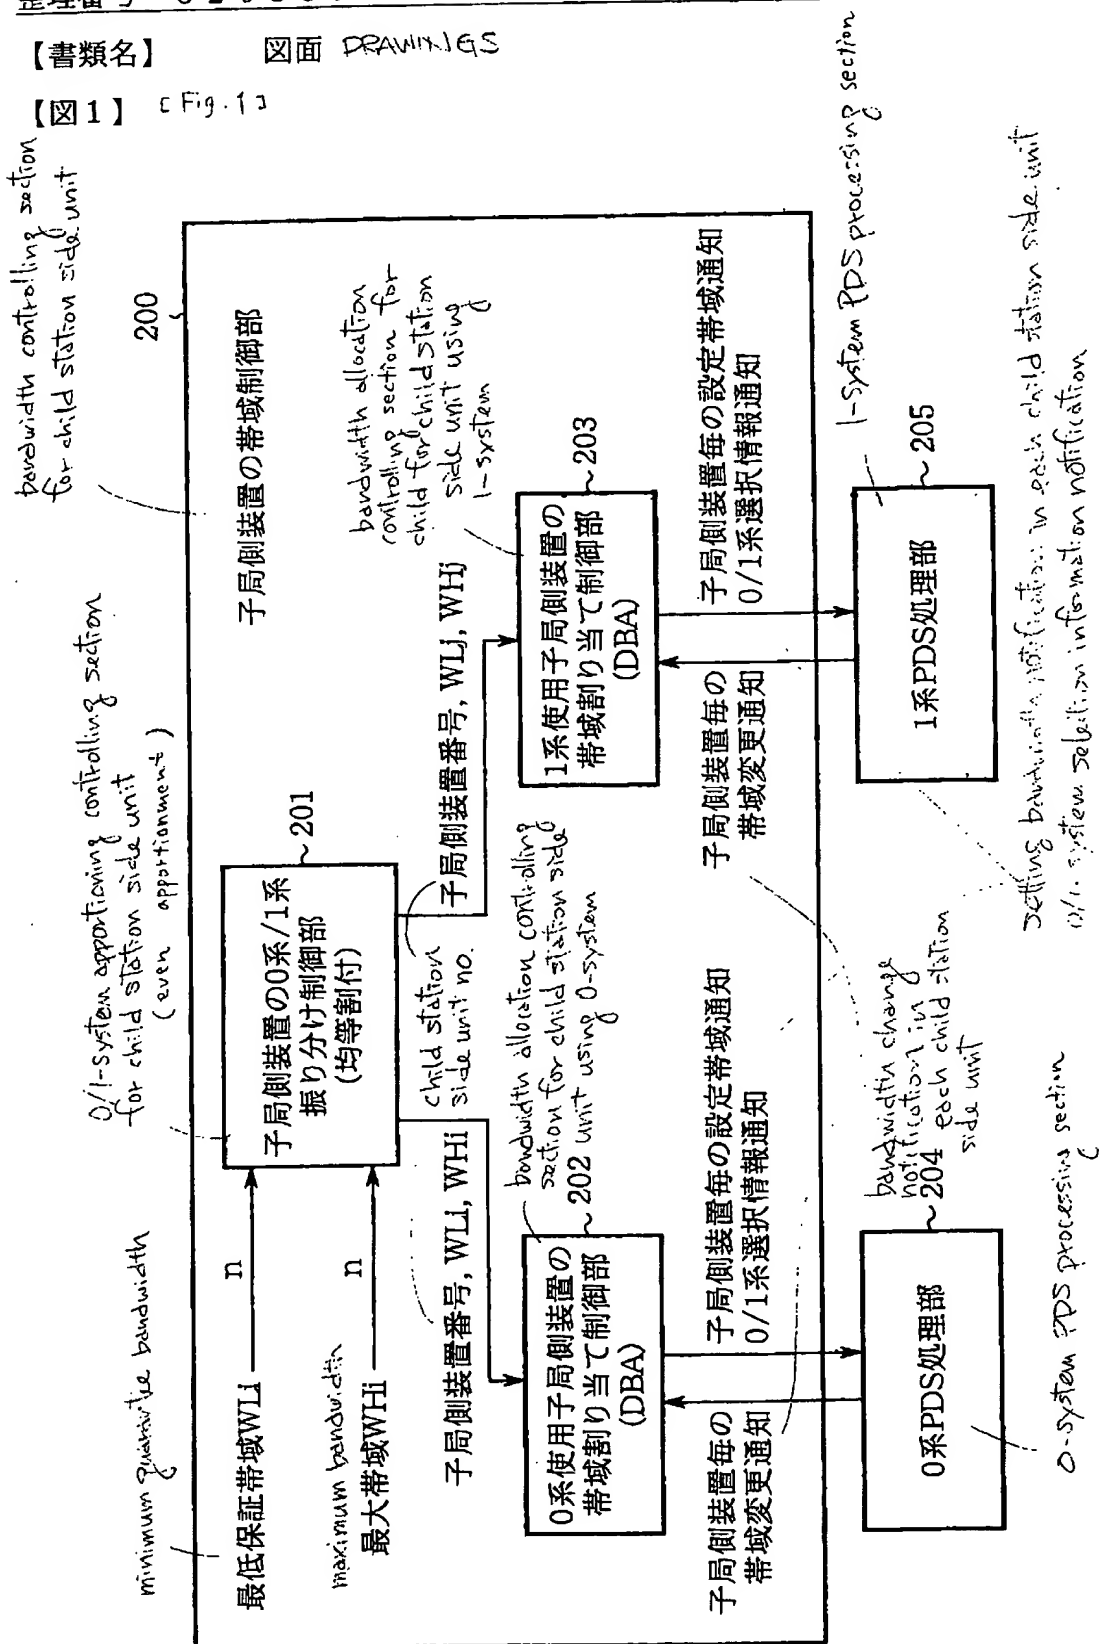 【書類名】 図面 DRAWINGS
【図1】 [Fig.1]
bandwidth controlling section
for child station side unit
200
子局側装置の帯域制御部
0/1-system apportioning controlling section
for child station side unit
(even apportionment)
201
子局側装置の0系/1系
振り分け制御部
(均等割付)
minimum guarantee bandwidth
最低保証帯域WLi
n
maximum bandwidth
最大帯域WHi
n
child station
side unit no.
子局側装置番号, WLi, WHi
子局側装置番号, WLj, WHj
bandwidth allocation controlling
section for child station side
unit using 0-system
202
0系使用子局側装置の
帯域割り当て制御部
(DBA)
bandwidth allocation
controlling section for
child for child station
side unit using
1-system
203
1系使用子局側装置の
帯域割り当て制御部
(DBA)
子局側装置毎の
帯域変更通知
子局側装置毎の設定帯域通知
0/1系選択情報通知
子局側装置毎の
帯域変更通知
子局側装置毎の設定帯域通知
0/1系選択情報通知
bandwidth change
notification in
each child station
side unit
204
0系PDS処理部
0-system PDS processing section
1-system PDS processing section
205
1系PDS処理部
setting bandwidth notification in each child station side unit
0/1-system selection information notification